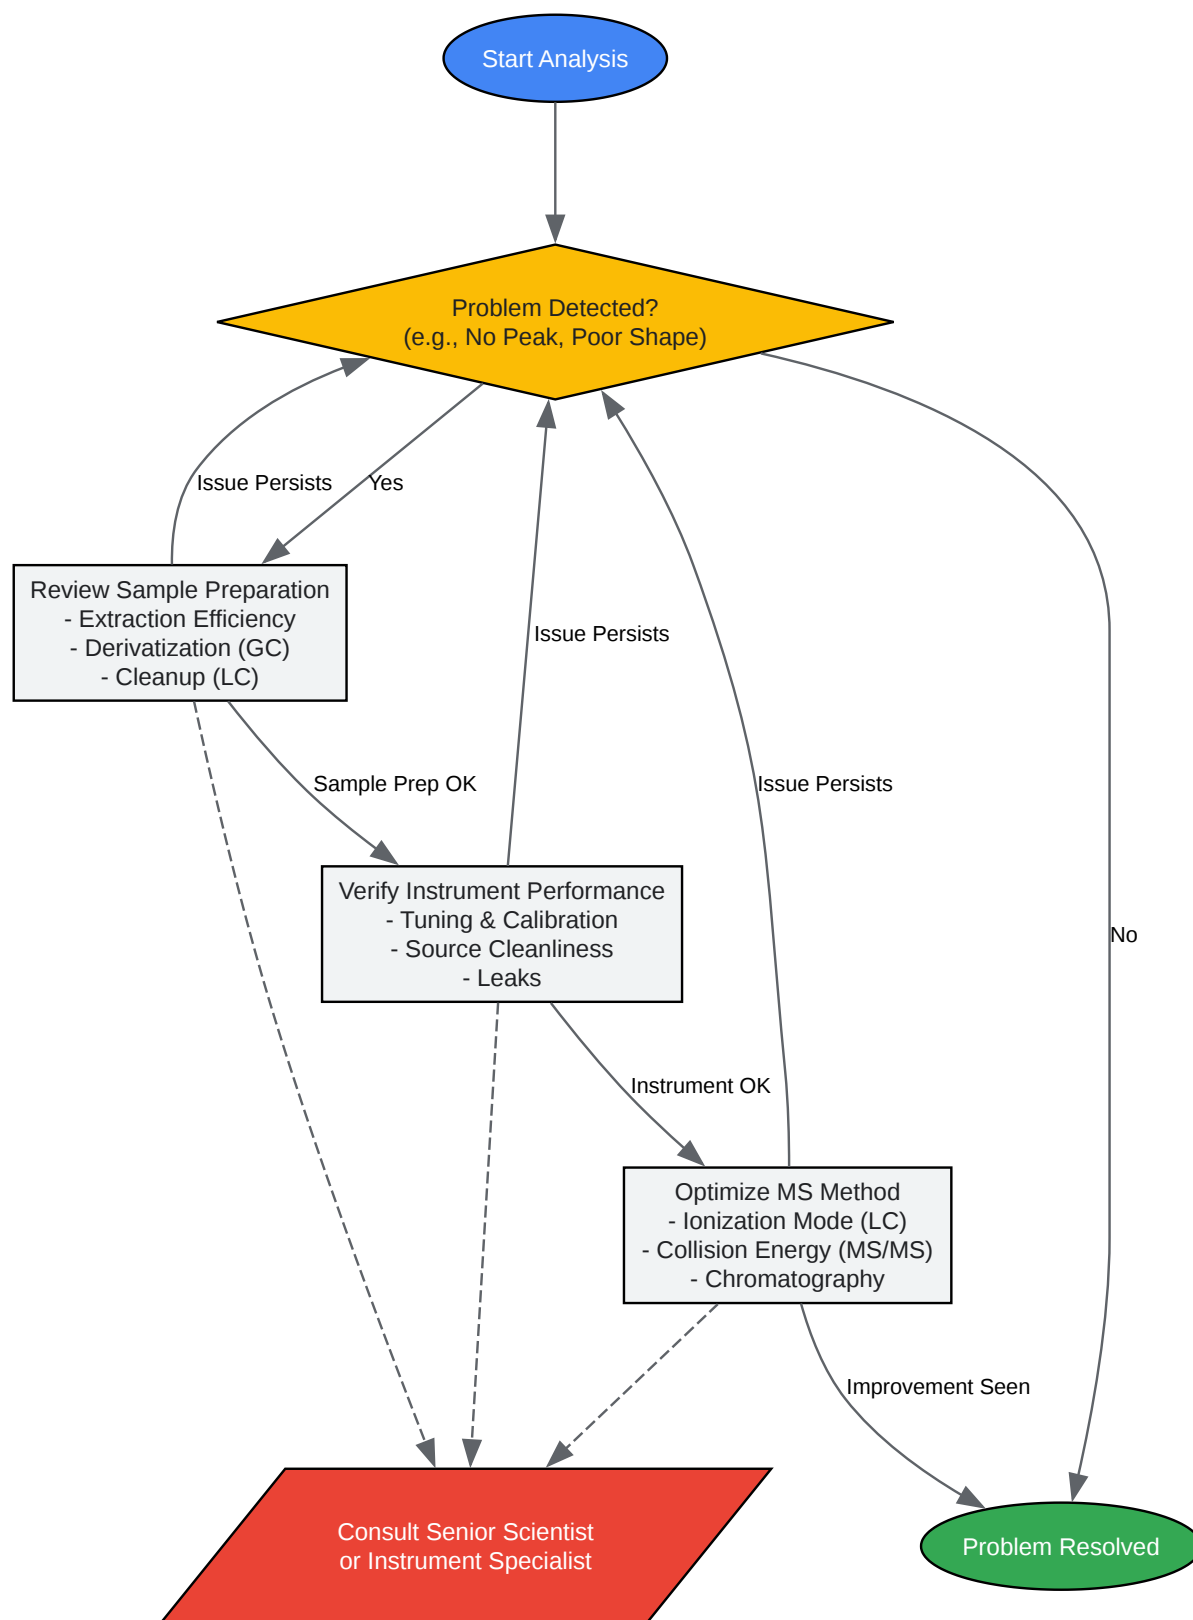 Start Analysis
Problem Detected?
(e.g., No Peak, Poor Shape)
Issue Persists
Yes
Review Sample Preparation
- Extraction Efficiency
- Derivatization (GC)
- Cleanup (LC)
Issue Persists
Sample Prep OK
Issue Persists
Verify Instrument Performance
- Tuning & Calibration
- Source Cleanliness
- Leaks
No
Instrument OK
Optimize MS Method
- Ionization Mode (LC)
- Collision Energy (MS/MS)
- Chromatography
Improvement Seen
Consult Senior Scientist
or Instrument Specialist
Problem Resolved